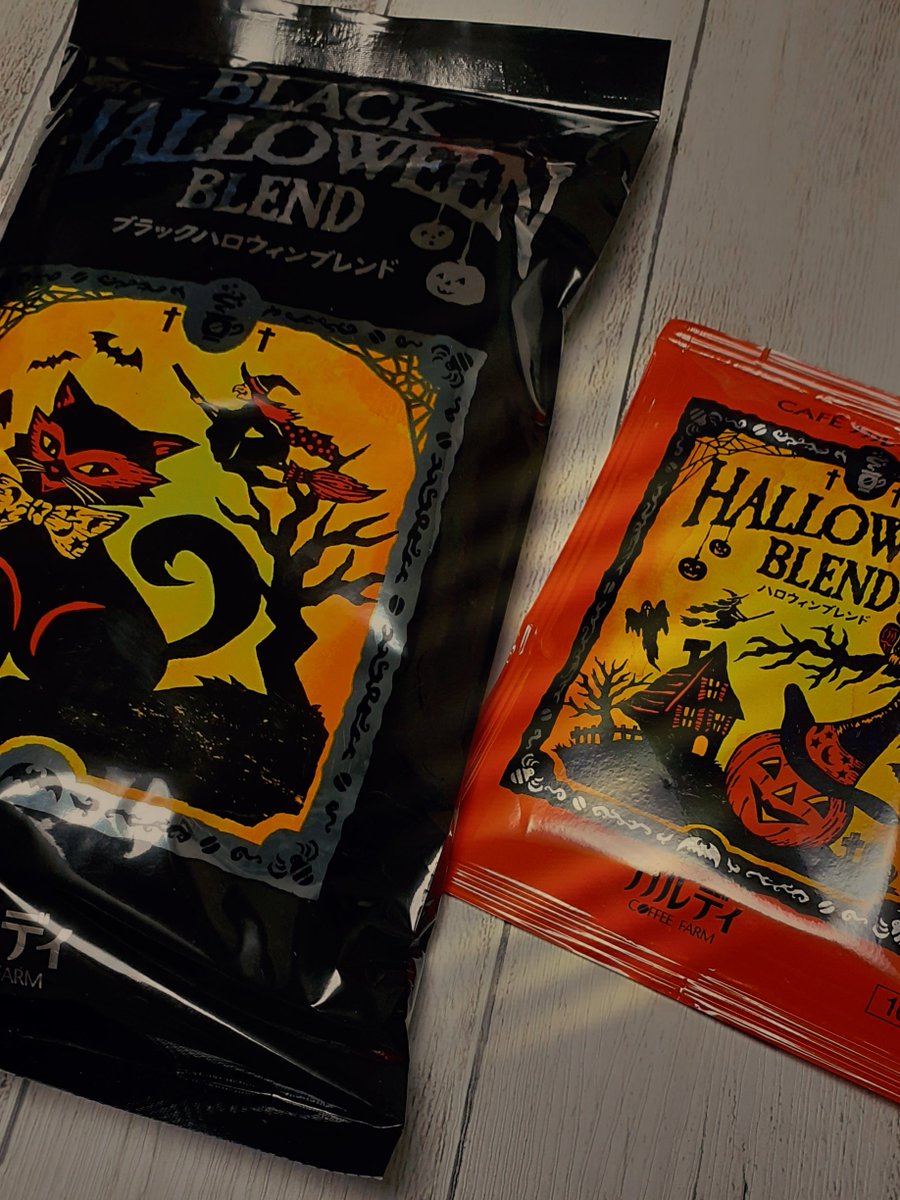 BLACK
HALLOWEEN
BLEND
ブラックハロウィンブレンド
ディ
FARM
CAFÉ
HALLOW
BLEND
ハロウィンブレンド
カルディ
COFFEE FARM